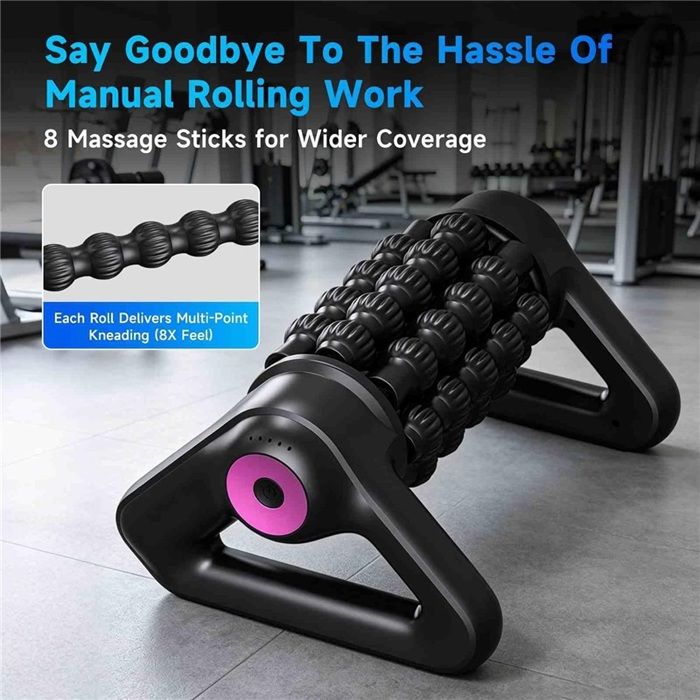 Say Goodbye To The Hassle Of
Manual Rolling Work
8 Massage Sticks for Wider Coverage
Each Roll Delivers Multi-Point
Kneading (8X Feel)